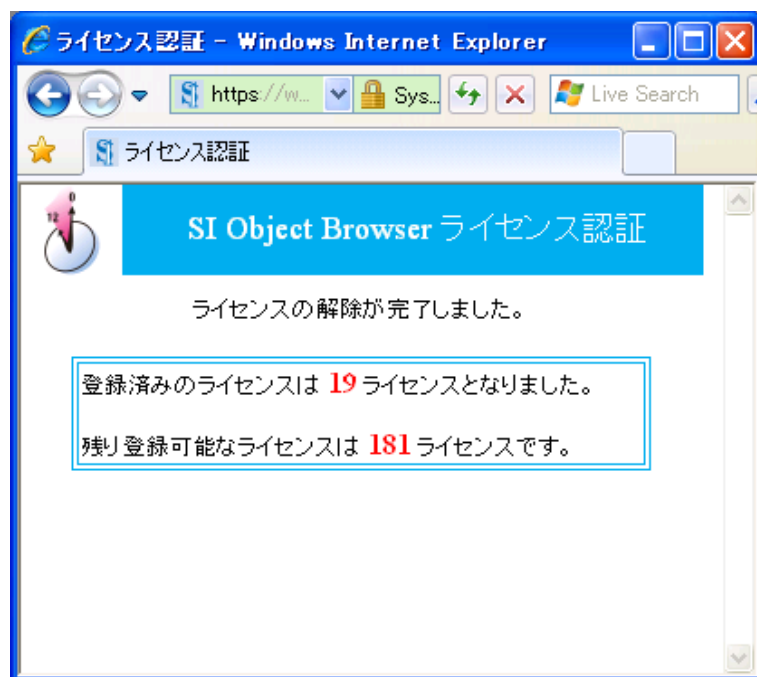 ライセンス認証 - Windows Internet Explorer
https://w... Sys... Live Search
ライセンス認証
0
12
SI Object Browser ライセンス認証
ライセンスの解除が完了しました。
登録済みのライセンスは 19 ライセンスとなりました。
残り登録可能なライセンスは 181 ライセンスです。